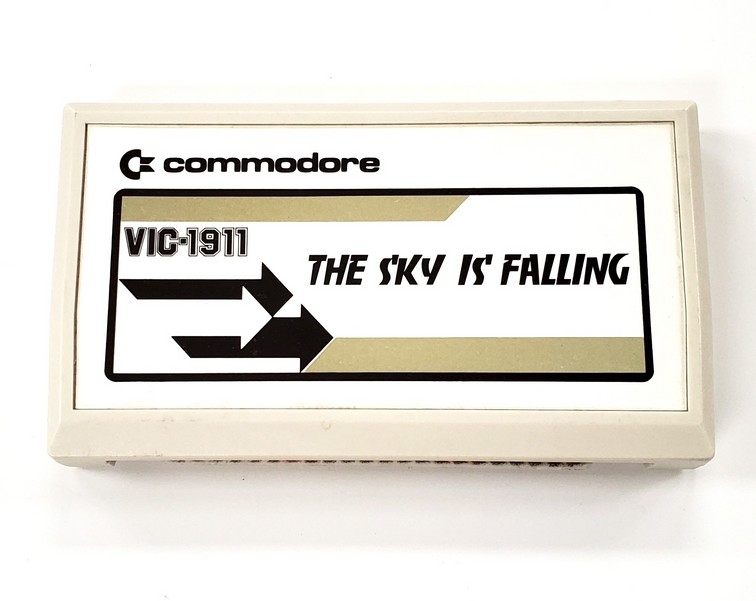 commodore
VIC-1911
THE SKY IS FALLING